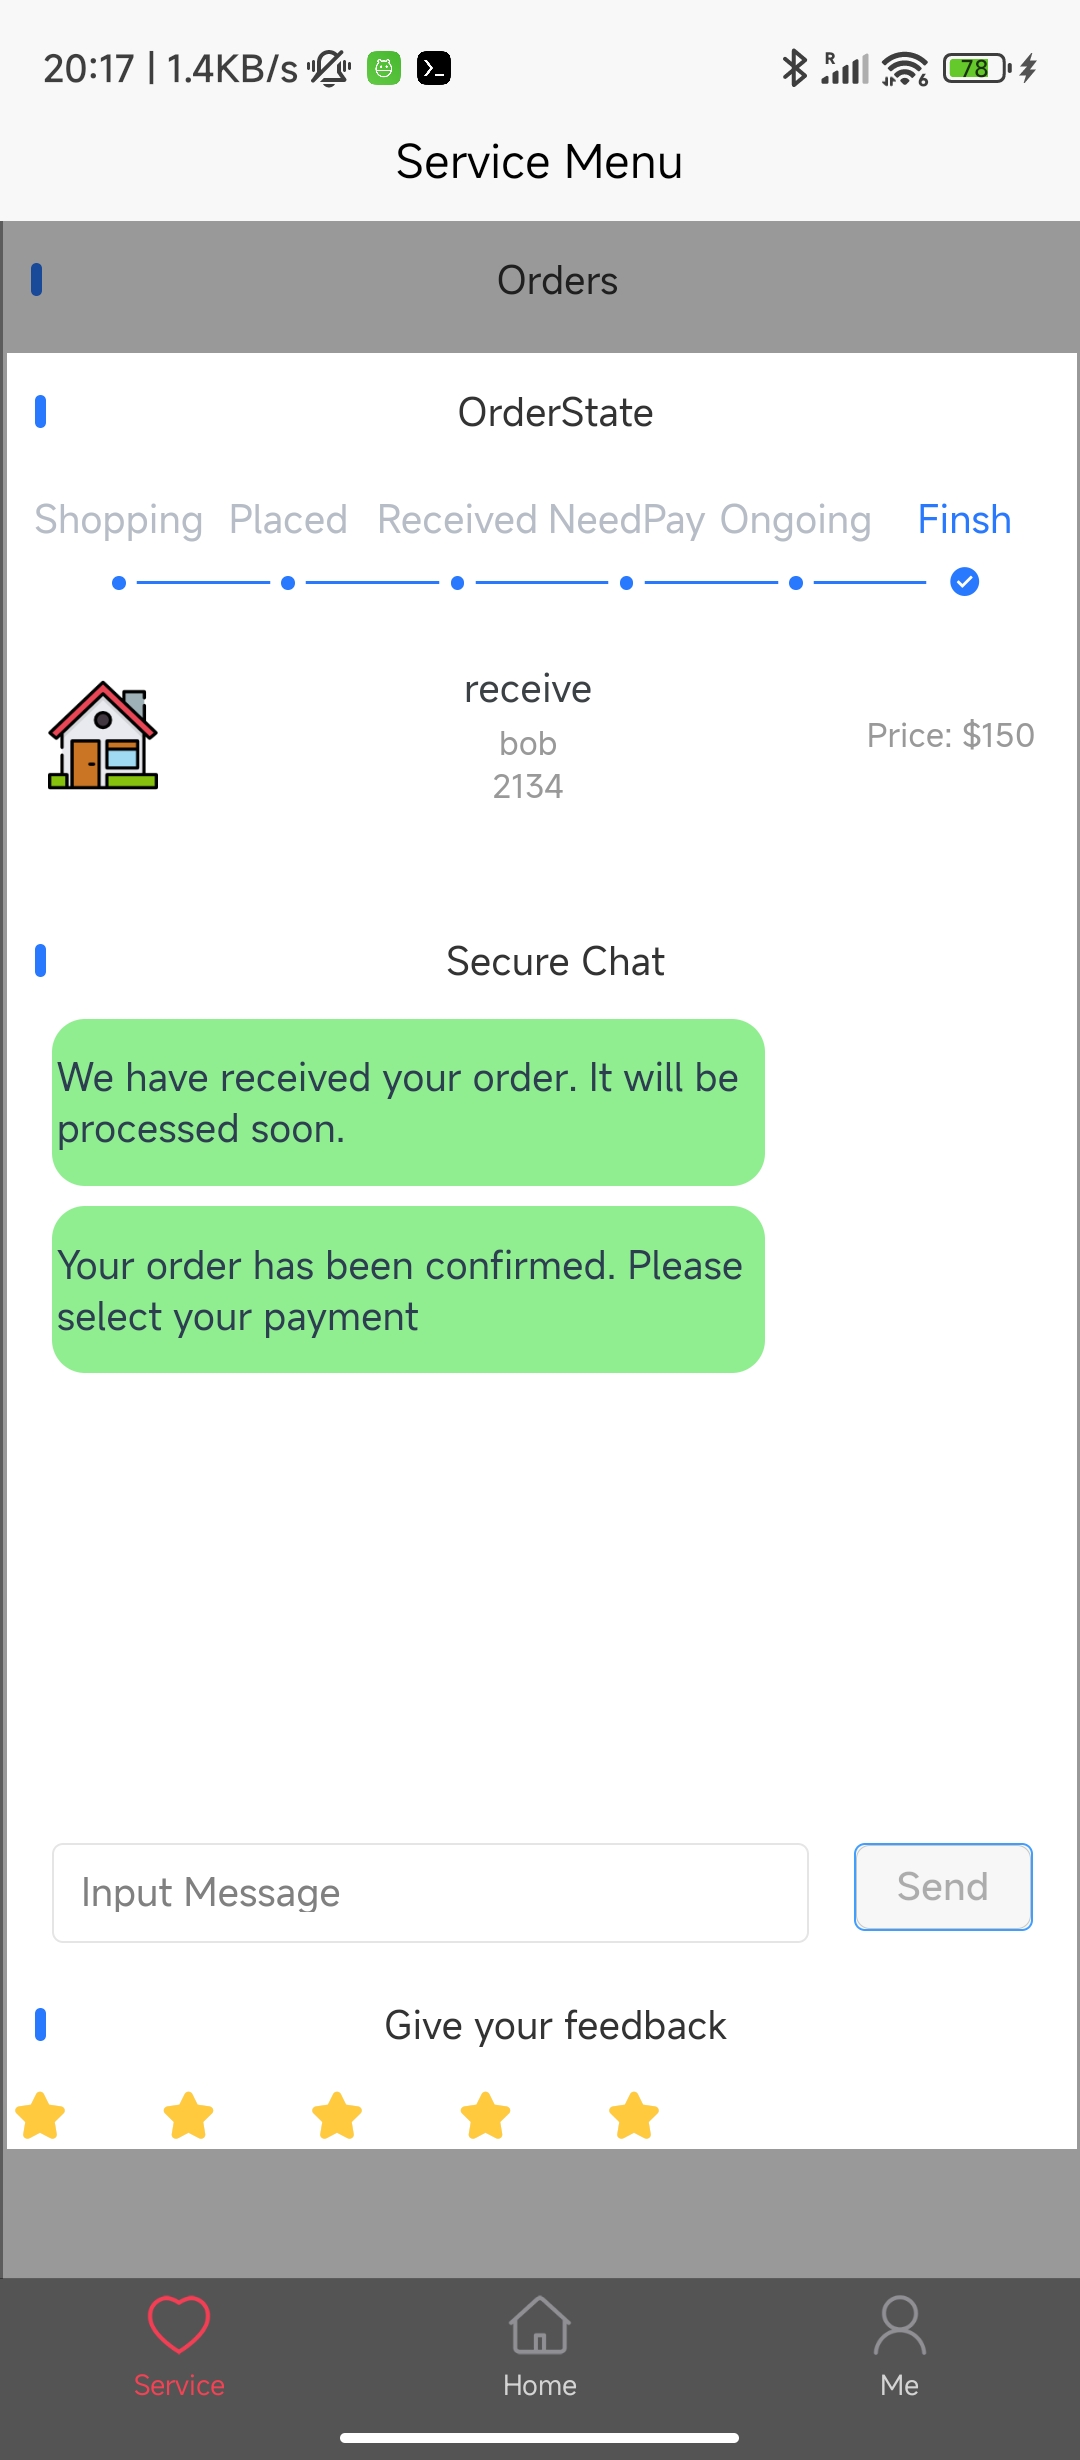 20:17 | 1.4KB/s
R
6
78
Service Menu
Orders
OrderState
Shopping Placed Received NeedPay Ongoing Finsh
receive
bob
2134
Price: $150
Secure Chat
We have received your order. It will be
processed soon.
Your order has been confirmed. Please
select your payment
Input Message
Send
Give your feedback
Service
Home
Me